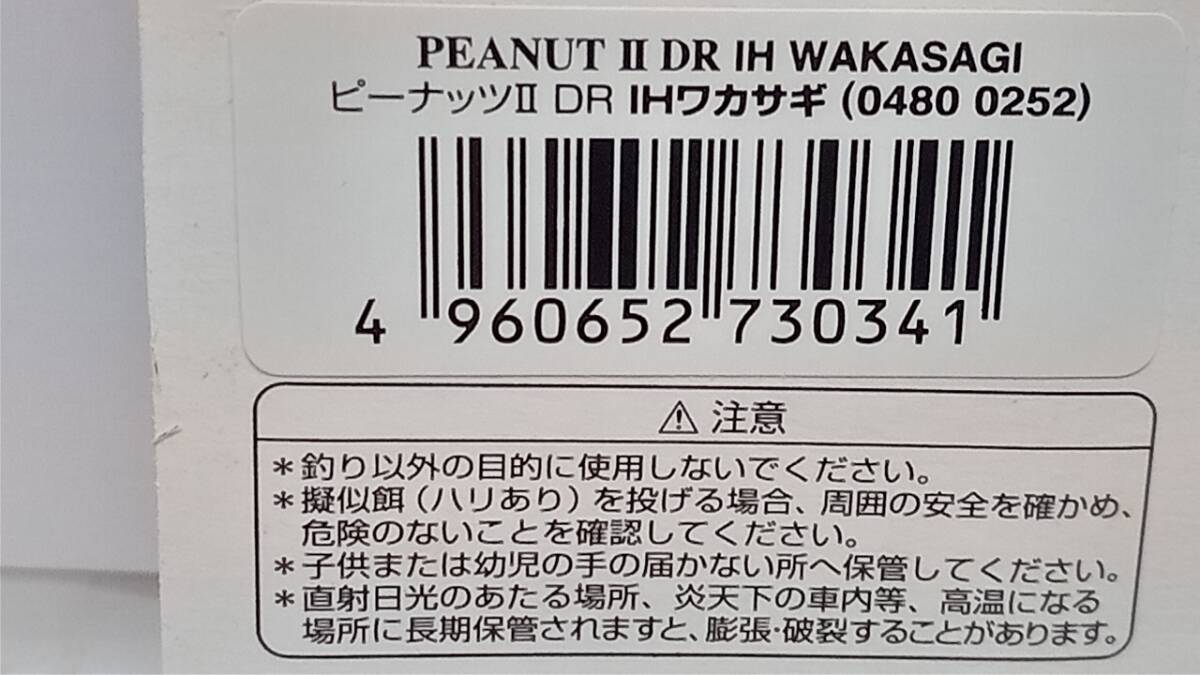 PEANUT II DR IH WAKASAGI
ピーナッツII DR IHワカサギ (0480 0252)
4 960652 730341
⚠ 注意
*釣り以外の目的に使用しないでください。
*擬似餌(ハリあり)を投げる場合、周囲の安全を確かめ、
危険のないことを確認してください。
*子供または幼児の手の届かない所へ保管してください。
*直射日光のあたる場所、炎天下の車内等、高温になる
場所に長期保管されますと、膨張・破裂することがあります。